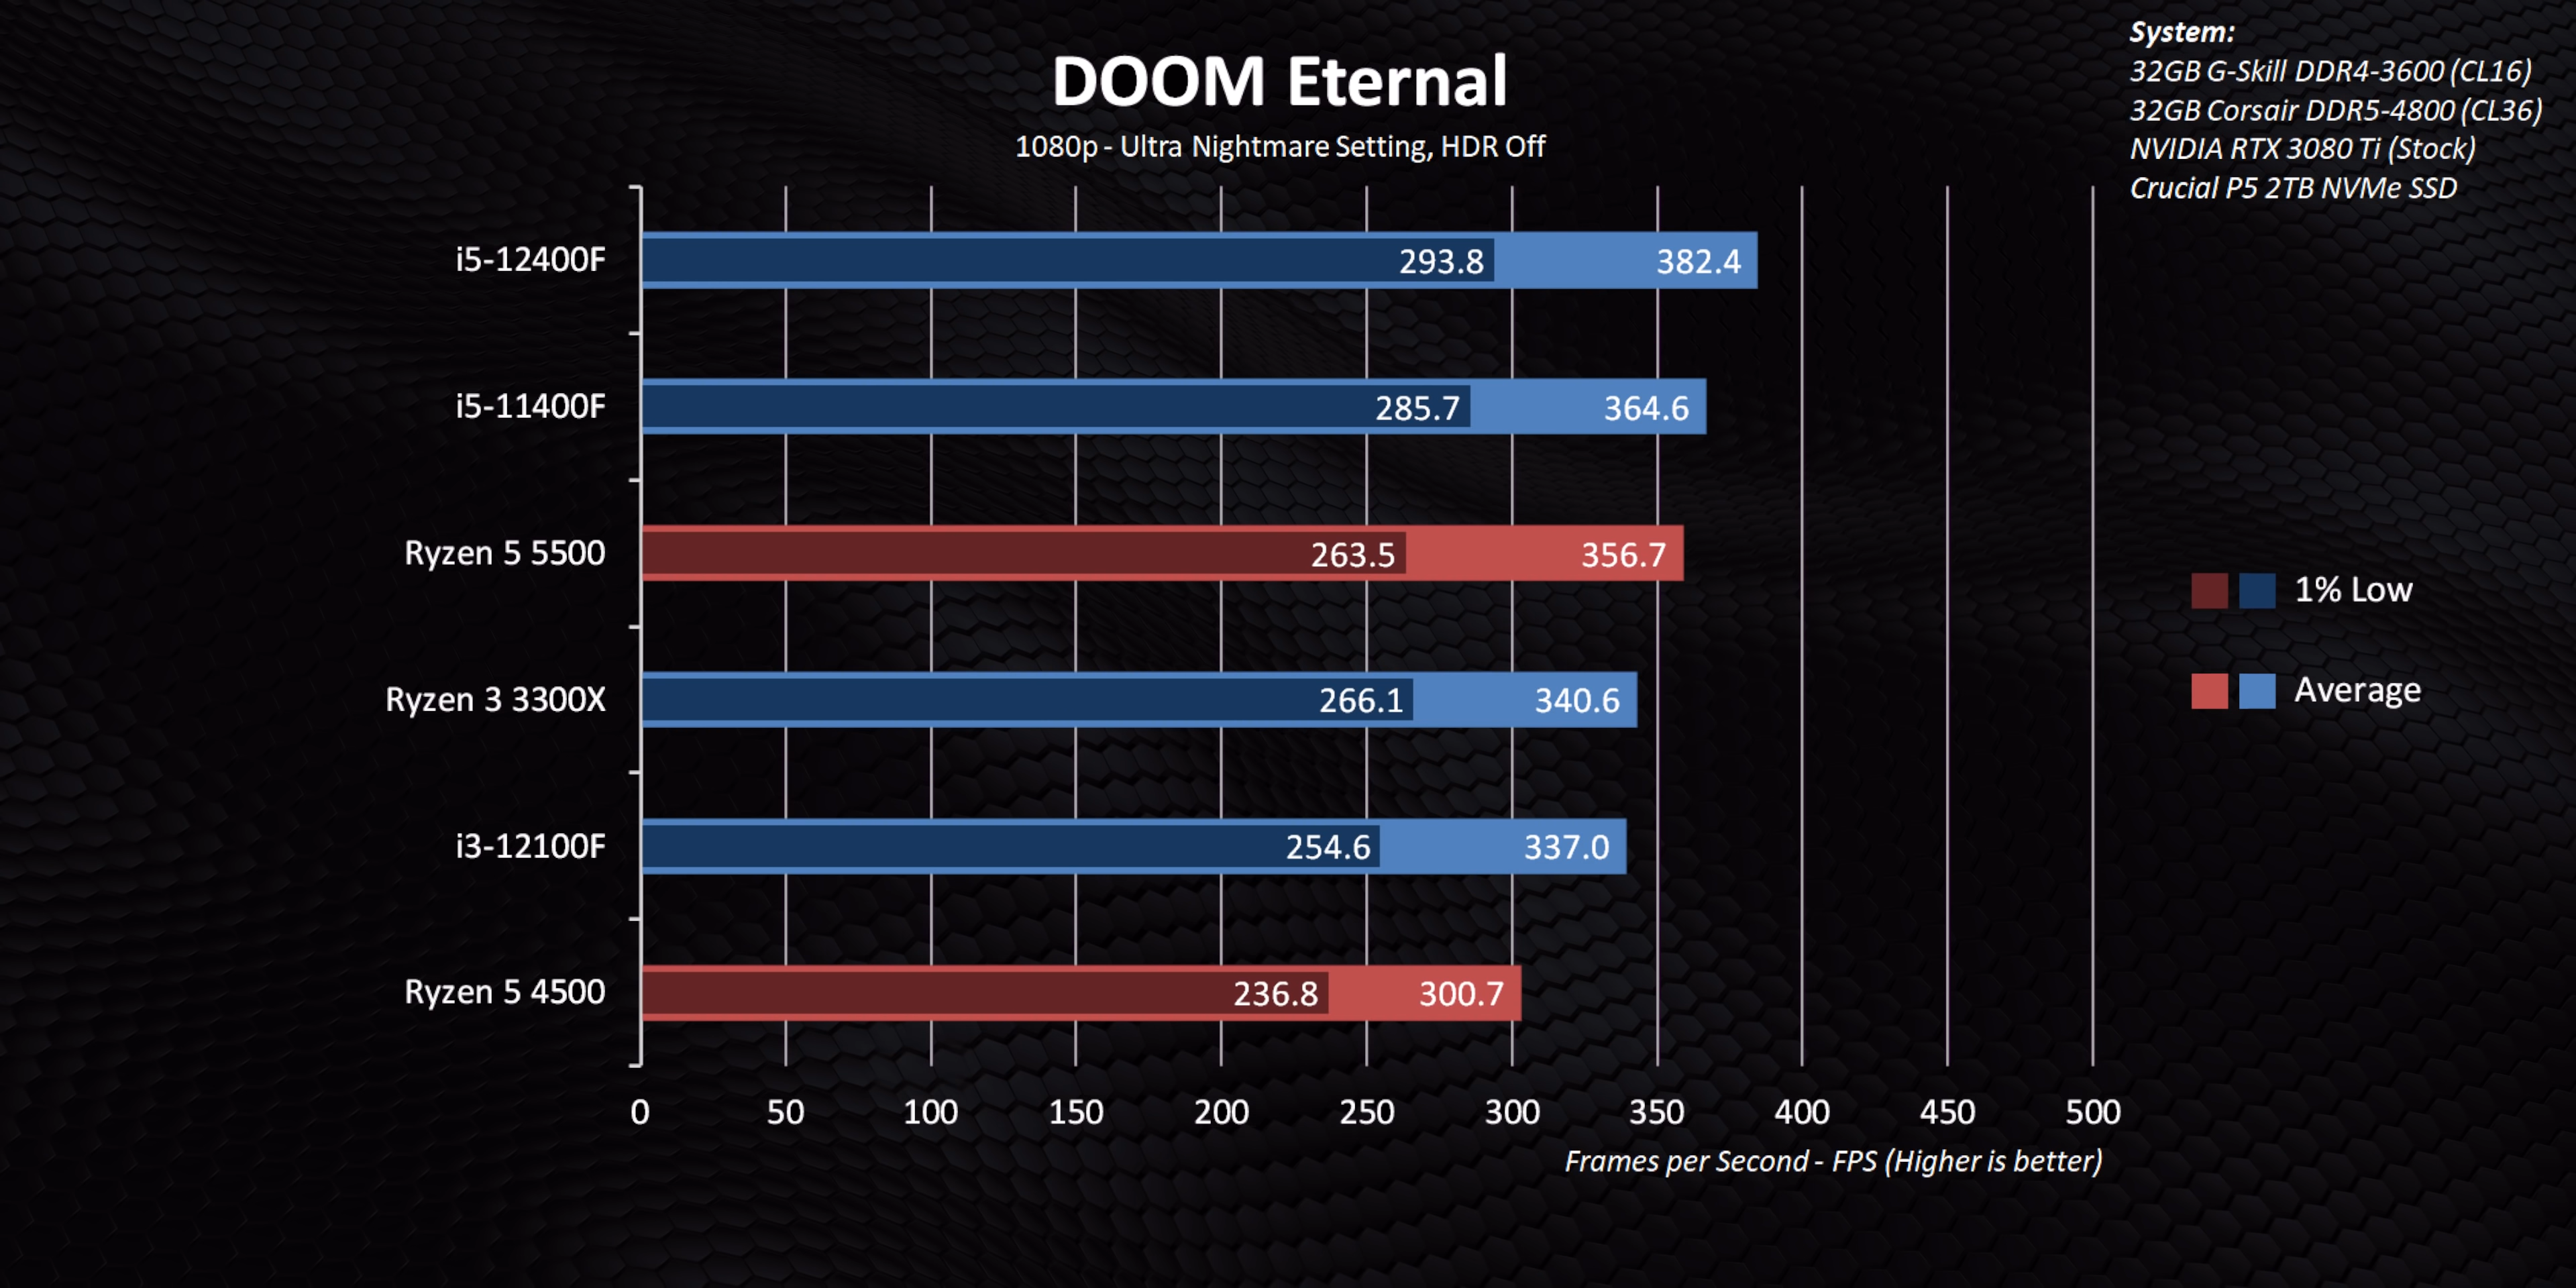 System:
32GB G-Skill DDR4-3600 (CL16)
32GB Corsair DDR5-4800 (CL36)
NVIDIA RTX 3080 Ti (Stock)
Crucial P5 2TB NVMe SSD
DOOM Eternal
1080p - Ultra Nightmare Setting, HDR Off
i5-12400F 293.8 382.4
i5-11400F 285.7 364.6
Ryzen 5 5500 263.5 356.7
Ryzen 3 3300X 266.1 340.6
i3-12100F 254.6 337.0
Ryzen 5 4500 236.8 300.7
1% Low
Average
0 50 100 150 200 250 300 350 400 450 500
Frames per Second - FPS (Higher is better)